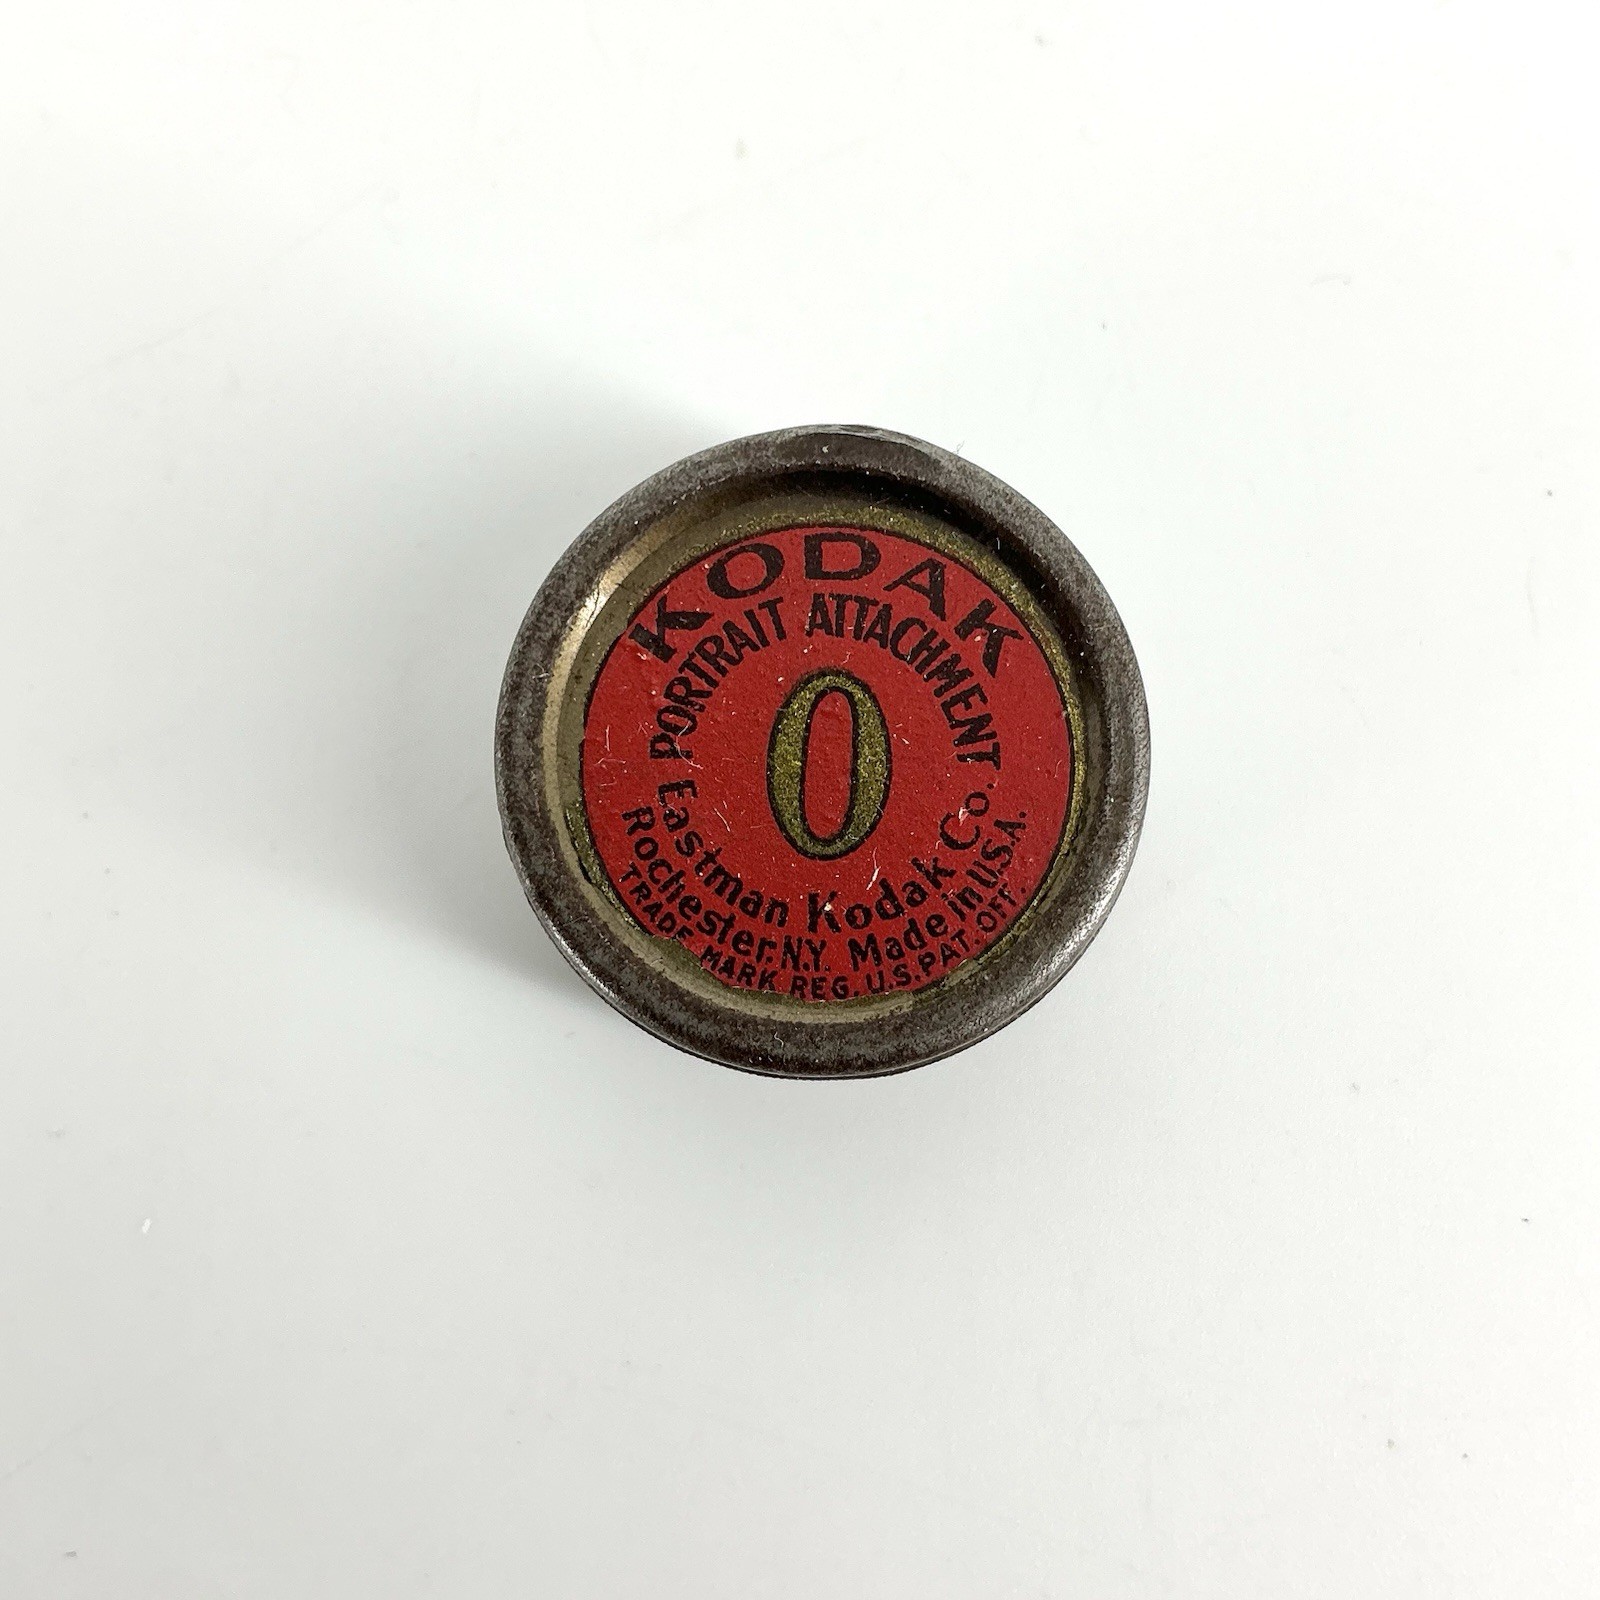 KODAK
PORTRAIT ATTACHMENT
0
Eastman Kodak Co.
Rochester.N.Y. Made in U.S.A.
TRADE MARK REG. U.S. PAT. OFF.